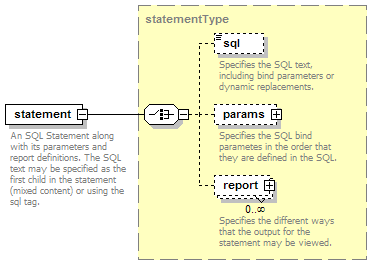 statementType
sql
Specifies the SQL text,
including bind parameters or
dynamic replacements.
statement
An SQL Statement along
with its parameters and
report definitions. The SQL
text may be specified as the
first child in the statement
(mixed content) or using the
sql tag.
params
Specifies the SQL bind
parametes in the order that
they are defined in the SQL.
report
0..∞
Specifies the different ways
that the output for the
statement may be viewed.